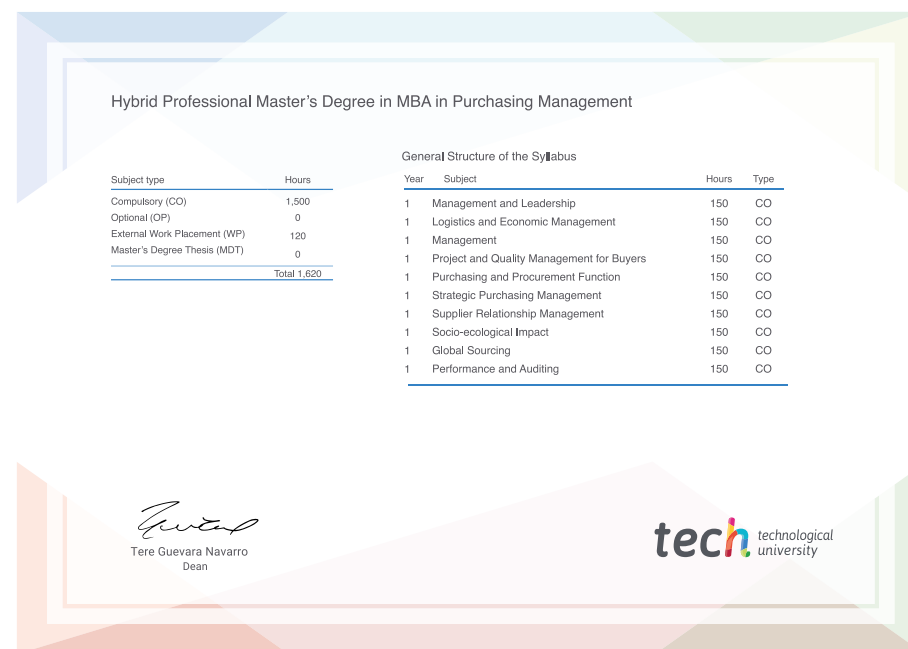 Hybrid Professional Master's Degree in MBA in Purchasing Management
General Structure of the Syllabus
Subject type Hours
Compulsory (CO) 1,500
Optional (OP) 0
External Work Placement (WP) 120
Master's Degree Thesis (MDT) 0
Total 1,620
Year Subject Hours Type
1 Management and Leadership 150 CO
1 Logistics and Economic Management 150 CO
1 Management 150 CO
1 Project and Quality Management for Buyers 150 CO
1 Purchasing and Procurement Function 150 CO
1 Strategic Purchasing Management 150 CO
1 Supplier Relationship Management 150 CO
1 Socio-ecological Impact 150 CO
1 Global Sourcing 150 CO
1 Performance and Auditing 150 CO
Tere Guevara Navarro
Dean
tech technological
university